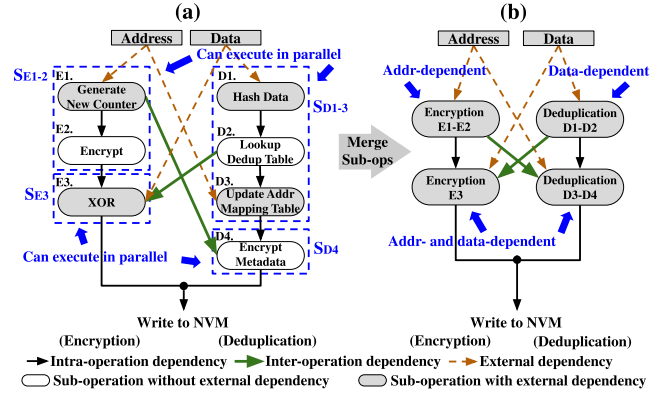 (a)
Address
Data
Can execute in parallel
SE1-2
E1.
Generate
New Counter
E2.
Encrypt
SE3
E3.
XOR
D1.
Hash Data
SD1-3
D2.
Lookup
Dedup Table
D3.
Update Addr
Mapping Table
D4.
Encrypt
Metadata
SD4
Can execute in parallel
Write to NVM
(Encryption)
(Deduplication)
Merge
Sub-ops
(b)
Address
Data
Addr-dependent
Data-dependent
Encryption
E1-E2
Deduplication
D1-D2
Encryption
E3
Deduplication
D3-D4
Addr- and data-dependent
Write to NVM
(Encryption)
(Deduplication)
Intra-operation dependency
Inter-operation dependency
External dependency
Sub-operation without external dependency
Sub-operation with external dependency